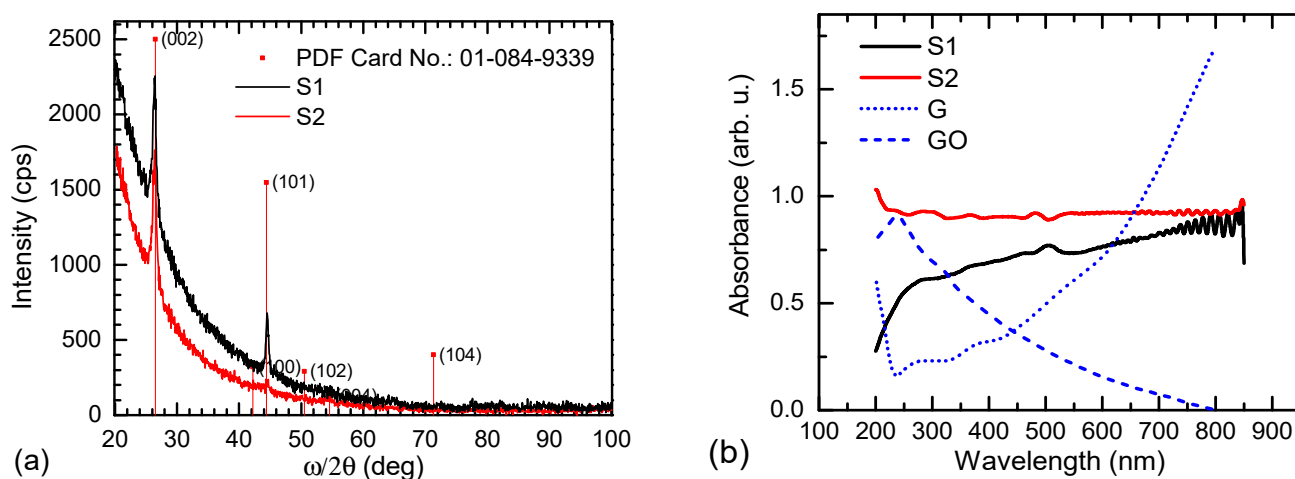 2500
2000
1500
1000
500
0
Intensity (cps)
(002)
PDF Card No.: 01-084-9339
S1
S2
(101)
(102)
(104)
20 30 40 50 60 70 80 90 100
ω/2θ (deg)
(a)
S1
S2
G
GO
1.5
1.0
0.5
0.0
Absorbance (arb. u.)
100 200 300 400 500 600 700 800 900
Wavelength (nm)
(b)